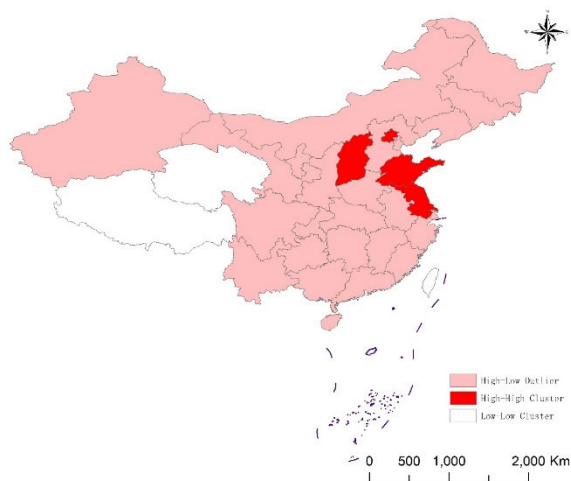 N
W
E
S
High-Low Outlier
High-High Cluster
Low-Low Cluster
0 500 1,000 2,000 Km